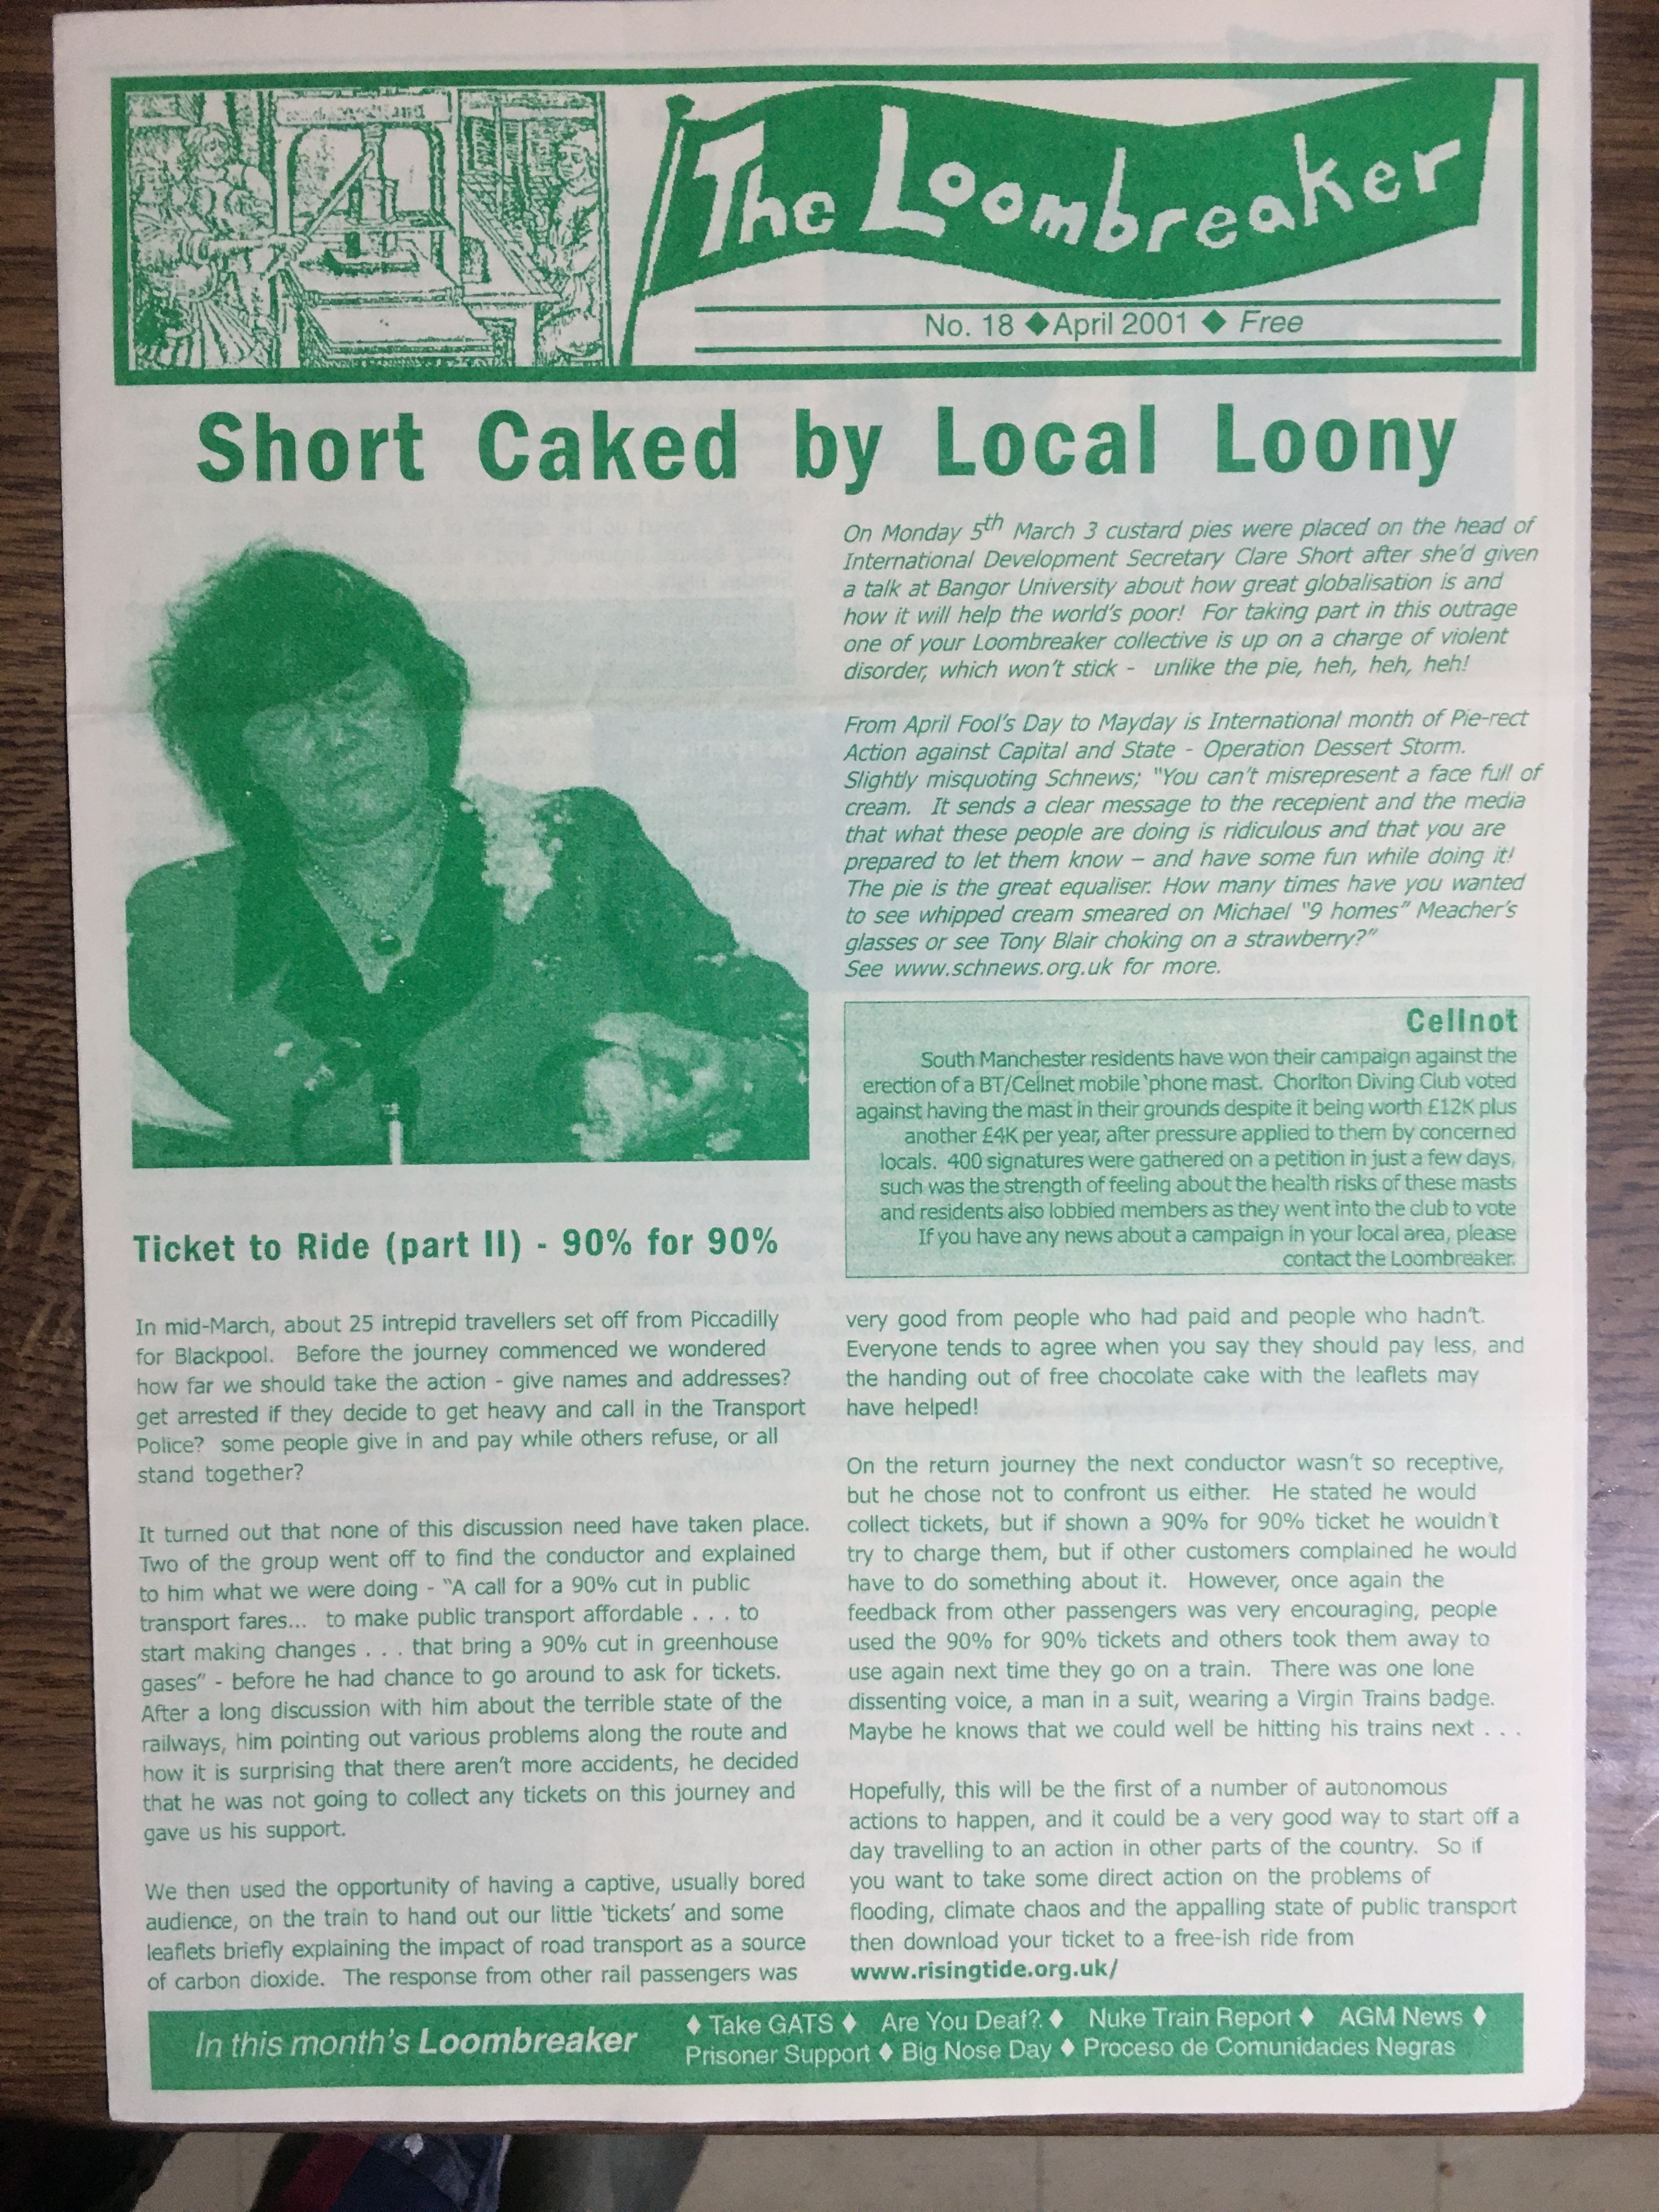 The Loombreaker
No. 18 ◆ April 2001 ◆ Free
Short Caked by Local Loony
On Monday 5th March 3 custard pies were placed on the head of
International Development Secretary Clare Short after she'd given
a talk at Bangor University about how great globalisation is and
how it will help the world's poor! For taking part in this outrage
one of your Loombreaker collective is up on a charge of violent
disorder, which won't stick - unlike the pie, heh, heh, heh!
From April Fool's Day to Mayday is International month of Pie-rect
Action against Capital and State - Operation Dessert Storm.
Slightly misquoting Schnews; "You can't misrepresent a face full of
cream. It sends a clear message to the recepient and the media
that what these people are doing is ridiculous and that you are
prepared to let them know – and have some fun while doing it!
The pie is the great equaliser. How many times have you wanted
to see whipped cream smeared on Michael "9 homes" Meacher's
glasses or see Tony Blair choking on a strawberry?"
See www.schnews.org.uk for more.
Cellnot
South Manchester residents have won their campaign against the
erection of a BT/Cellnet mobile 'phone mast. Chorlton Diving Club voted
against having the mast in their grounds despite it being worth £12K plus
another £4K per year, after pressure applied to them by concerned
locals. 400 signatures were gathered on a petition in just a few days,
such was the strength of feeling about the health risks of these masts
and residents also lobbied members as they went into the club to vote
If you have any news about a campaign in your local area, please
contact the Loombreaker.
Ticket to Ride (part II) - 90% for 90%
In mid-March, about 25 intrepid travellers set off from Piccadilly
for Blackpool. Before the journey commenced we wondered
how far we should take the action - give names and addresses?
get arrested if they decide to get heavy and call in the Transport
Police? some people give in and pay while others refuse, or all
stand together?
It turned out that none of this discussion need have taken place.
Two of the group went off to find the conductor and explained
to him what we were doing - "A call for a 90% cut in public
transport fares... to make public transport affordable . . . to
start making changes . . . that bring a 90% cut in greenhouse
gases" - before he had chance to go around to ask for tickets.
After a long discussion with him about the terrible state of the
railways, him pointing out various problems along the route and
how it is surprising that there aren't more accidents, he decided
that he was not going to collect any tickets on this journey and
gave us his support.
We then used the opportunity of having a captive, usually bored
audience, on the train to hand out our little 'tickets' and some
leaflets briefly explaining the impact of road transport as a source
of carbon dioxide. The response from other rail passengers was
very good from people who had paid and people who hadn't.
Everyone tends to agree when you say they should pay less, and
the handing out of free chocolate cake with the leaflets may
have helped!
On the return journey the next conductor wasn't so receptive,
but he chose not to confront us either. He stated he would
collect tickets, but if shown a 90% for 90% ticket he wouldn't
try to charge them, but if other customers complained he would
have to do something about it. However, once again the
feedback from other passengers was very encouraging, people
used the 90% for 90% tickets and others took them away to
use again next time they go on a train. There was one lone
dissenting voice, a man in a suit, wearing a Virgin Trains badge.
Maybe he knows that we could well be hitting his trains next . . .
Hopefully, this will be the first of a number of autonomous
actions to happen, and it could be a very good way to start off a
day travelling to an action in other parts of the country. So if
you want to take some direct action on the problems of
flooding, climate chaos and the appalling state of public transport
then download your ticket to a free-ish ride from
www.risingtide.org.uk/
In this month's Loombreaker
♦ Take GATS ♦ Are You Deaf? ♦ Nuke Train Report ♦ AGM News ♦
Prisoner Support ♦ Big Nose Day ♦ Proceso de Comunidades Negras